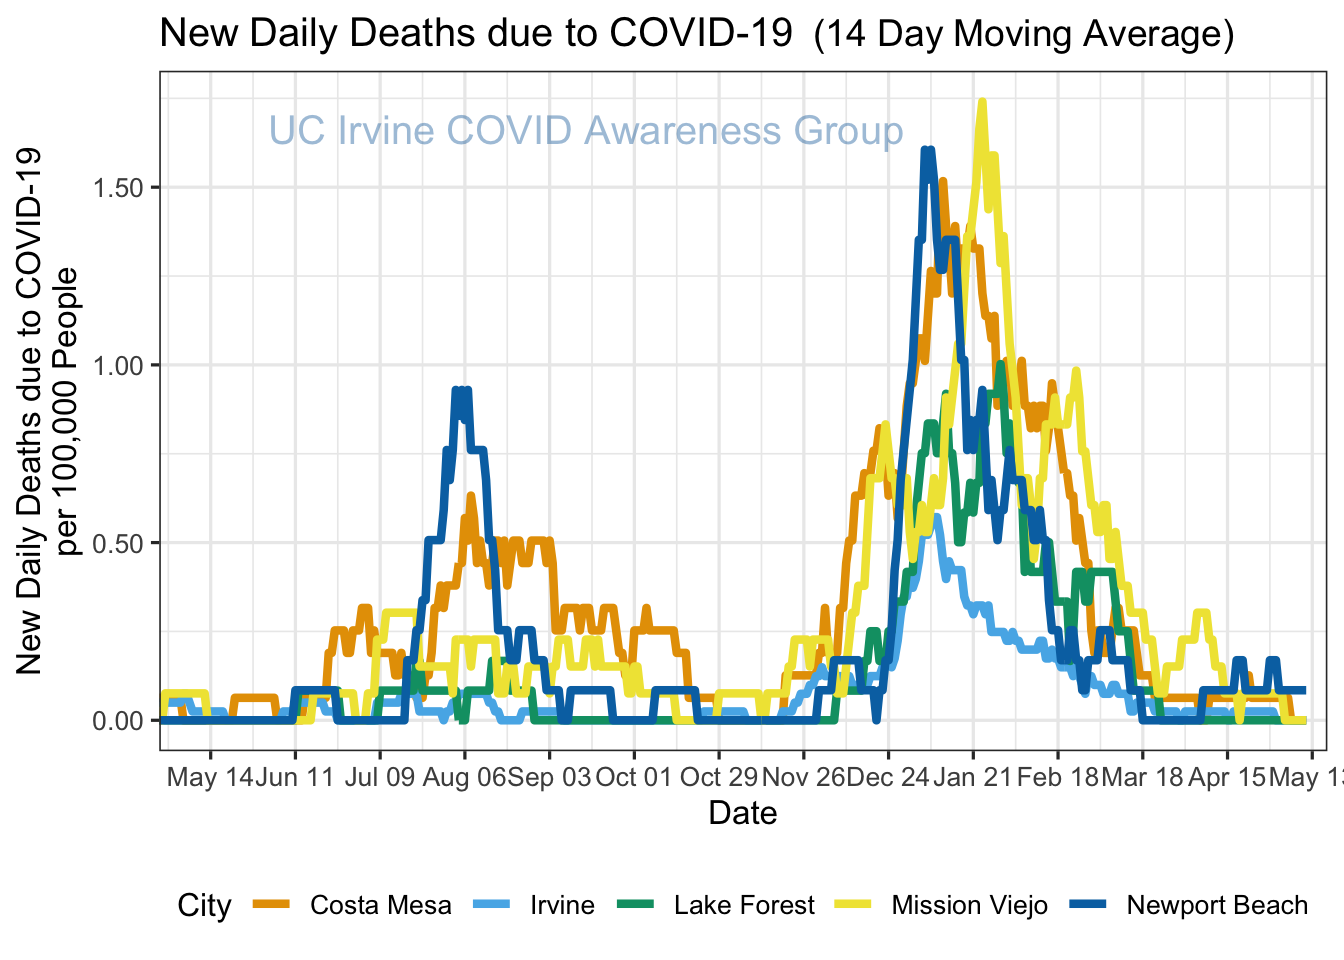 New Daily Deaths due to COVID-19 (14 Day Moving Average)
UC Irvine COVID Awareness Group
New Daily Deaths due to COVID-19
per 100,000 People
1.50
1.00
0.50
0.00
May 14 Jun 11 Jul 09 Aug 06 Sep 03 Oct 01 Oct 29 Nov 26 Dec 24 Jan 21 Feb 18 Mar 18 Apr 15 May 13
Date
City Costa Mesa Irvine Lake Forest Mission Viejo Newport Beach